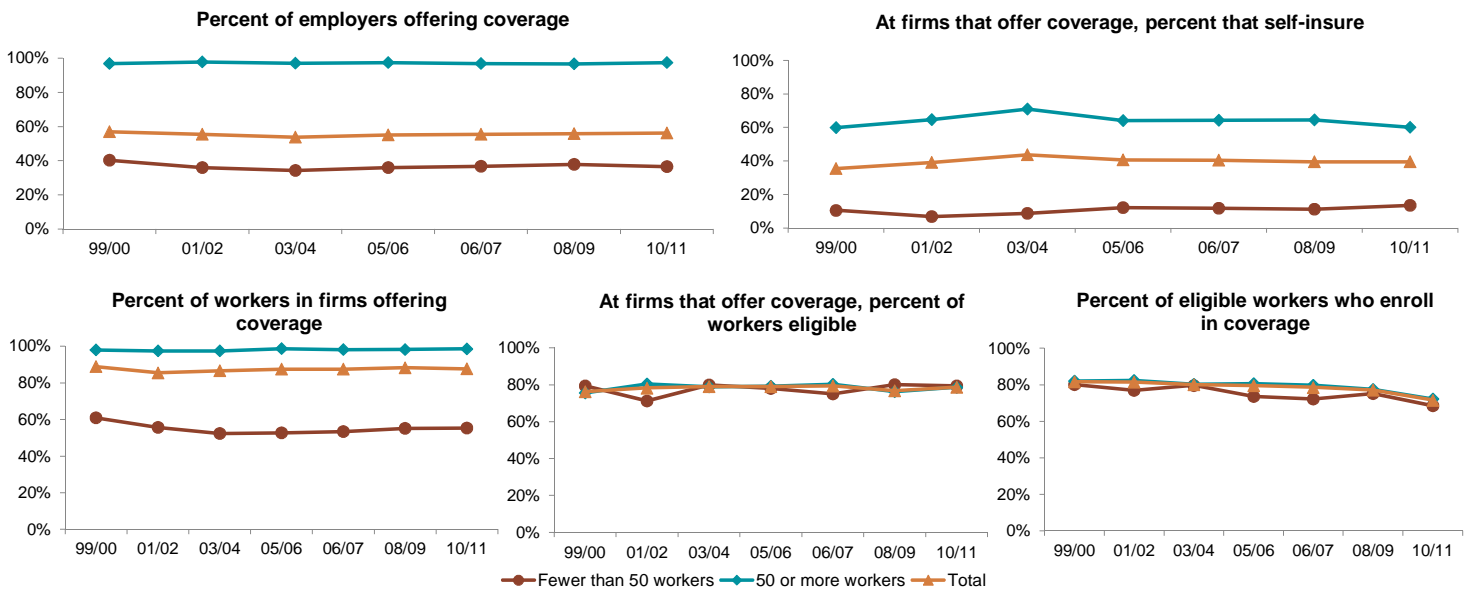 Percent of employers offering coverage
100%
80%
60%
40%
20%
0%
99/00 01/02 03/04 05/06 06/07 08/09 10/11
At firms that offer coverage, percent that self-insure
100%
80%
60%
40%
20%
0%
99/00 01/02 03/04 05/06 06/07 08/09 10/11
Percent of workers in firms offering
coverage
100%
80%
60%
40%
20%
0%
99/00 01/02 03/04 05/06 06/07 08/09 10/11
At firms that offer coverage, percent of
workers eligible
100%
80%
60%
40%
20%
0%
99/00 01/02 03/04 05/06 06/07 08/09 10/11
Percent of eligible workers who enroll
in coverage
100%
80%
60%
40%
20%
0%
99/00 01/02 03/04 05/06 06/07 08/09 10/11
Fewer than 50 workers 50 or more workers Total